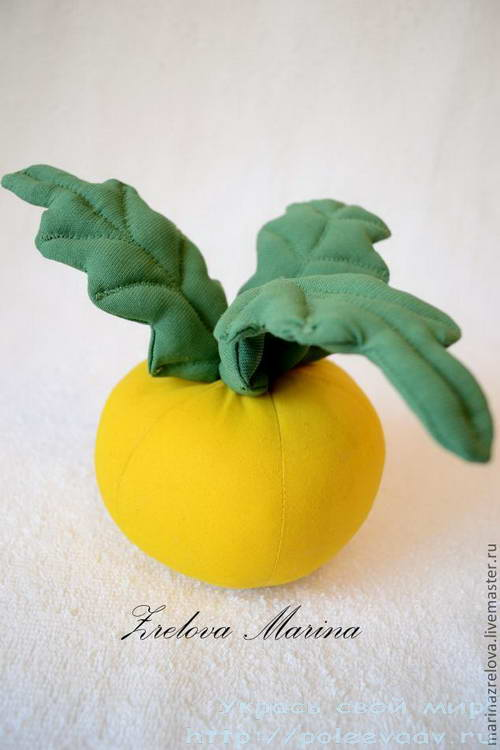 Zrelova Marina
marinazrelova.livemaster.ru
Укрась свой мир!
http://poleevaav.ru